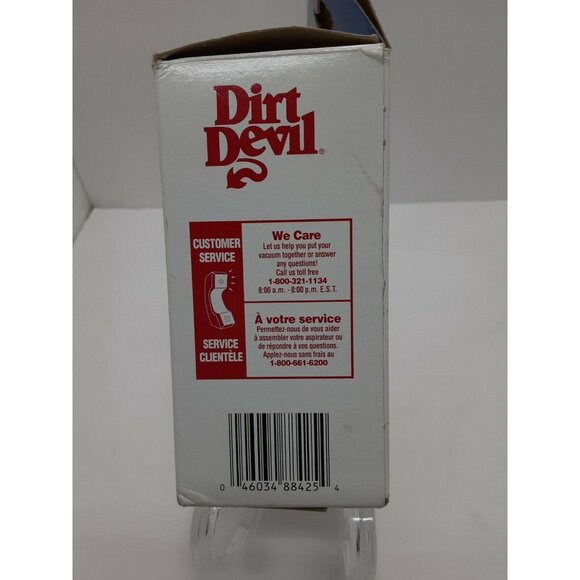 Dirt
Devil®
CUSTOMER
SERVICE
SERVICE
CLIENTÈLE
We Care
Let us help you put your
vacuum together or answer
any questions!
Call us toll free
1-800-321-1134
8:00 a.m. - 8:00 p.m. E.S.T.
À votre service
Permettez-nous de vous aider
à assembler votre aspirateur ou
de répondre à vos questions.
Applez-nous sans frais au
1-800-661-6200
0 46034 88425 4